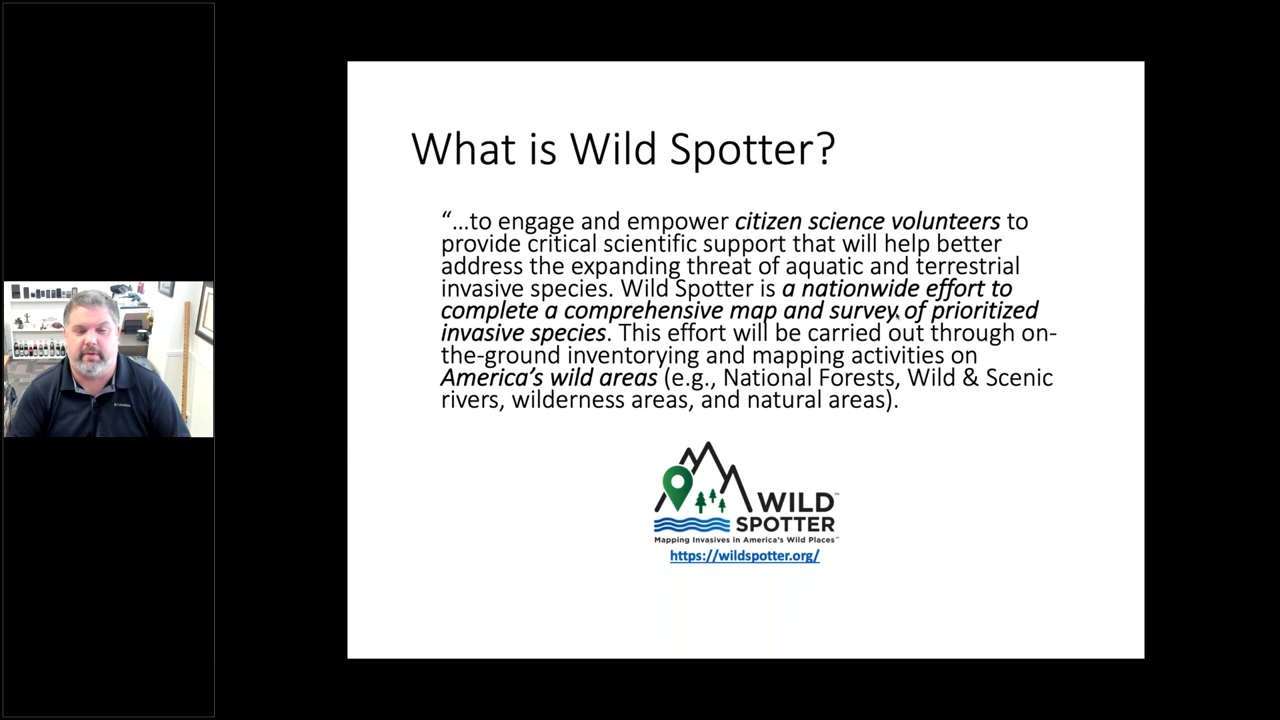 What is Wild Spotter?
“…to engage and empower citizen science volunteers to
provide critical scientific support that will help better
address the expanding threat of aquatic and terrestrial
invasive species. Wild Spotter is a nationwide effort to
complete a comprehensive map and survey of prioritized
invasive species. This effort will be carried out through on-
the-ground inventorying and mapping activities on
America’s wild areas (e.g., National Forests, Wild & Scenic
rivers, wilderness areas, and natural areas).
WILD™
SPOTTER
Mapping Invasives in America's Wild Places™
https://wildspotter.org/
Columbia